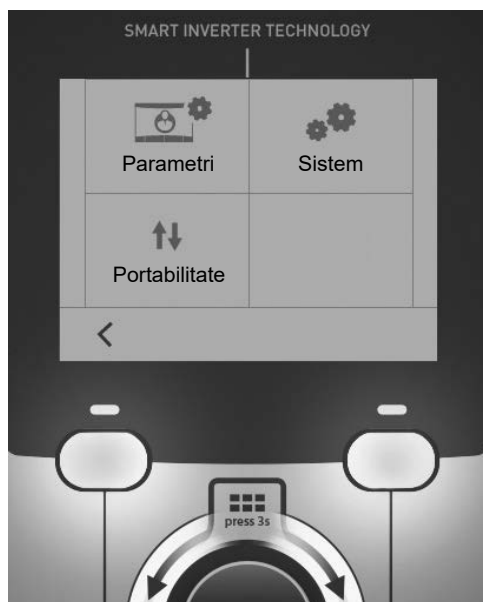 SMART INVERTER TECHNOLOGY
Parametri
Sistem
Portabilitate
press 3s